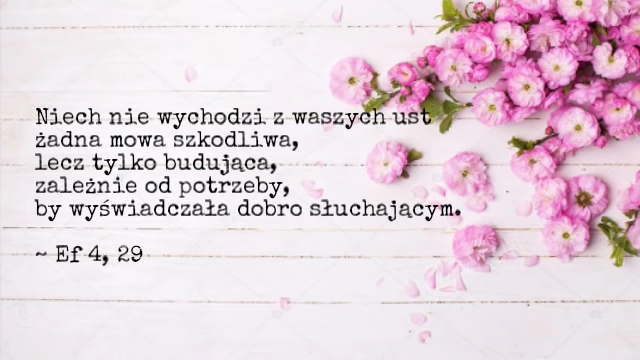 Niech nie wychodzi z waszych ust
żadna mowa szkodliwa,
lecz tylko budująca,
zależnie od potrzeby,
by wyświadczała dobro słuchającym.
~ Ef 4, 29